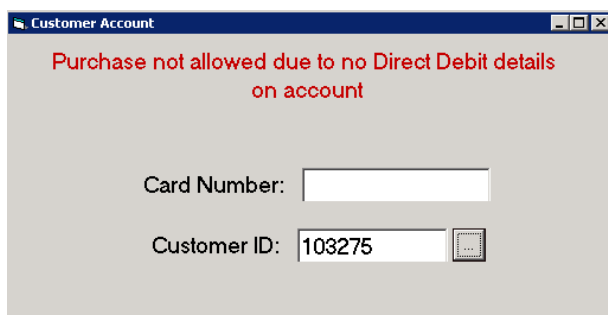 Customer Account
Purchase not allowed due to no Direct Debit details
on account
Card Number:
Customer ID: 103275 ...